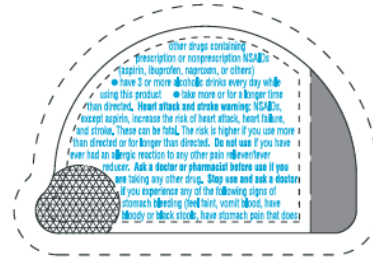 other drugs containing
prescription or nonprescription NSAIDs
(aspirin, ibuprofen, naproxen, or others)
● have 3 or more alcoholic drinks every day while
using this product ● take more or for a longer time
than directed. Heart attack and stroke warning: NSAIDs,
except aspirin, increase the risk of heart attack, heart failure,
and stroke. These can be fatal. The risk is higher if you use more
than directed or for longer than directed. Do not use if you have
ever had an allergic reaction to any other pain reliever/fever
reducer. Ask a doctor or pharmacist before use if you
are taking any other drug. Stop use and ask a doctor
if you experience any of the following signs of
stomach bleeding (feel faint, vomit blood, have
bloody or black stools, have stomach pain that does